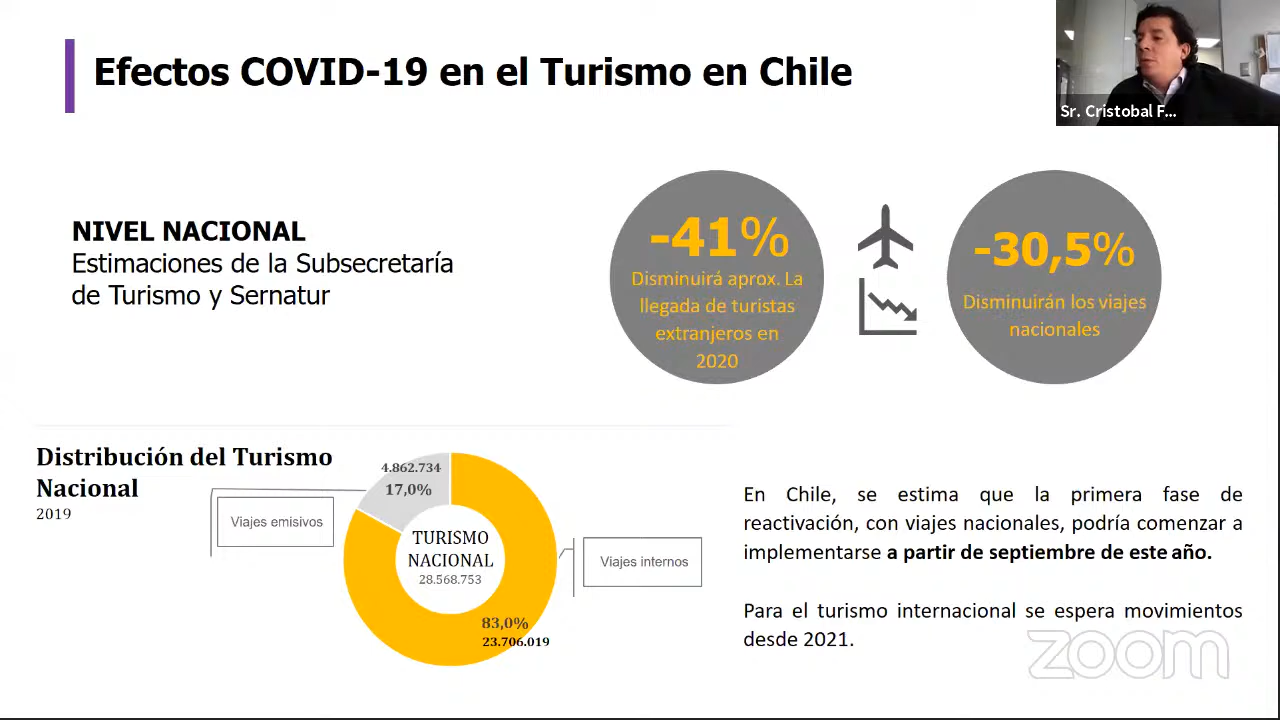 Efectos COVID-19 en el Turismo en Chile
Sr. Cristobal F...
NIVEL NACIONAL
Estimaciones de la Subsecretaría
de Turismo y Sernatur
-41%
Disminuirá aprox. La
llegada de turistas
extranjeros en
2020
-30,5%
Disminuirán los viajes
nacionales
Distribución del Turismo
Nacional
2019
Viajes emisivos
4.862.734
17,0%
TURISMO
NACIONAL
28.568.753
Viajes internos
83,0%
23.706.019
En Chile, se estima que la primera fase de
reactivación, con viajes nacionales, podría comenzar a
implementarse a partir de septiembre de este año.
Para el turismo internacional se espera movimientos
desde 2021.
zoom